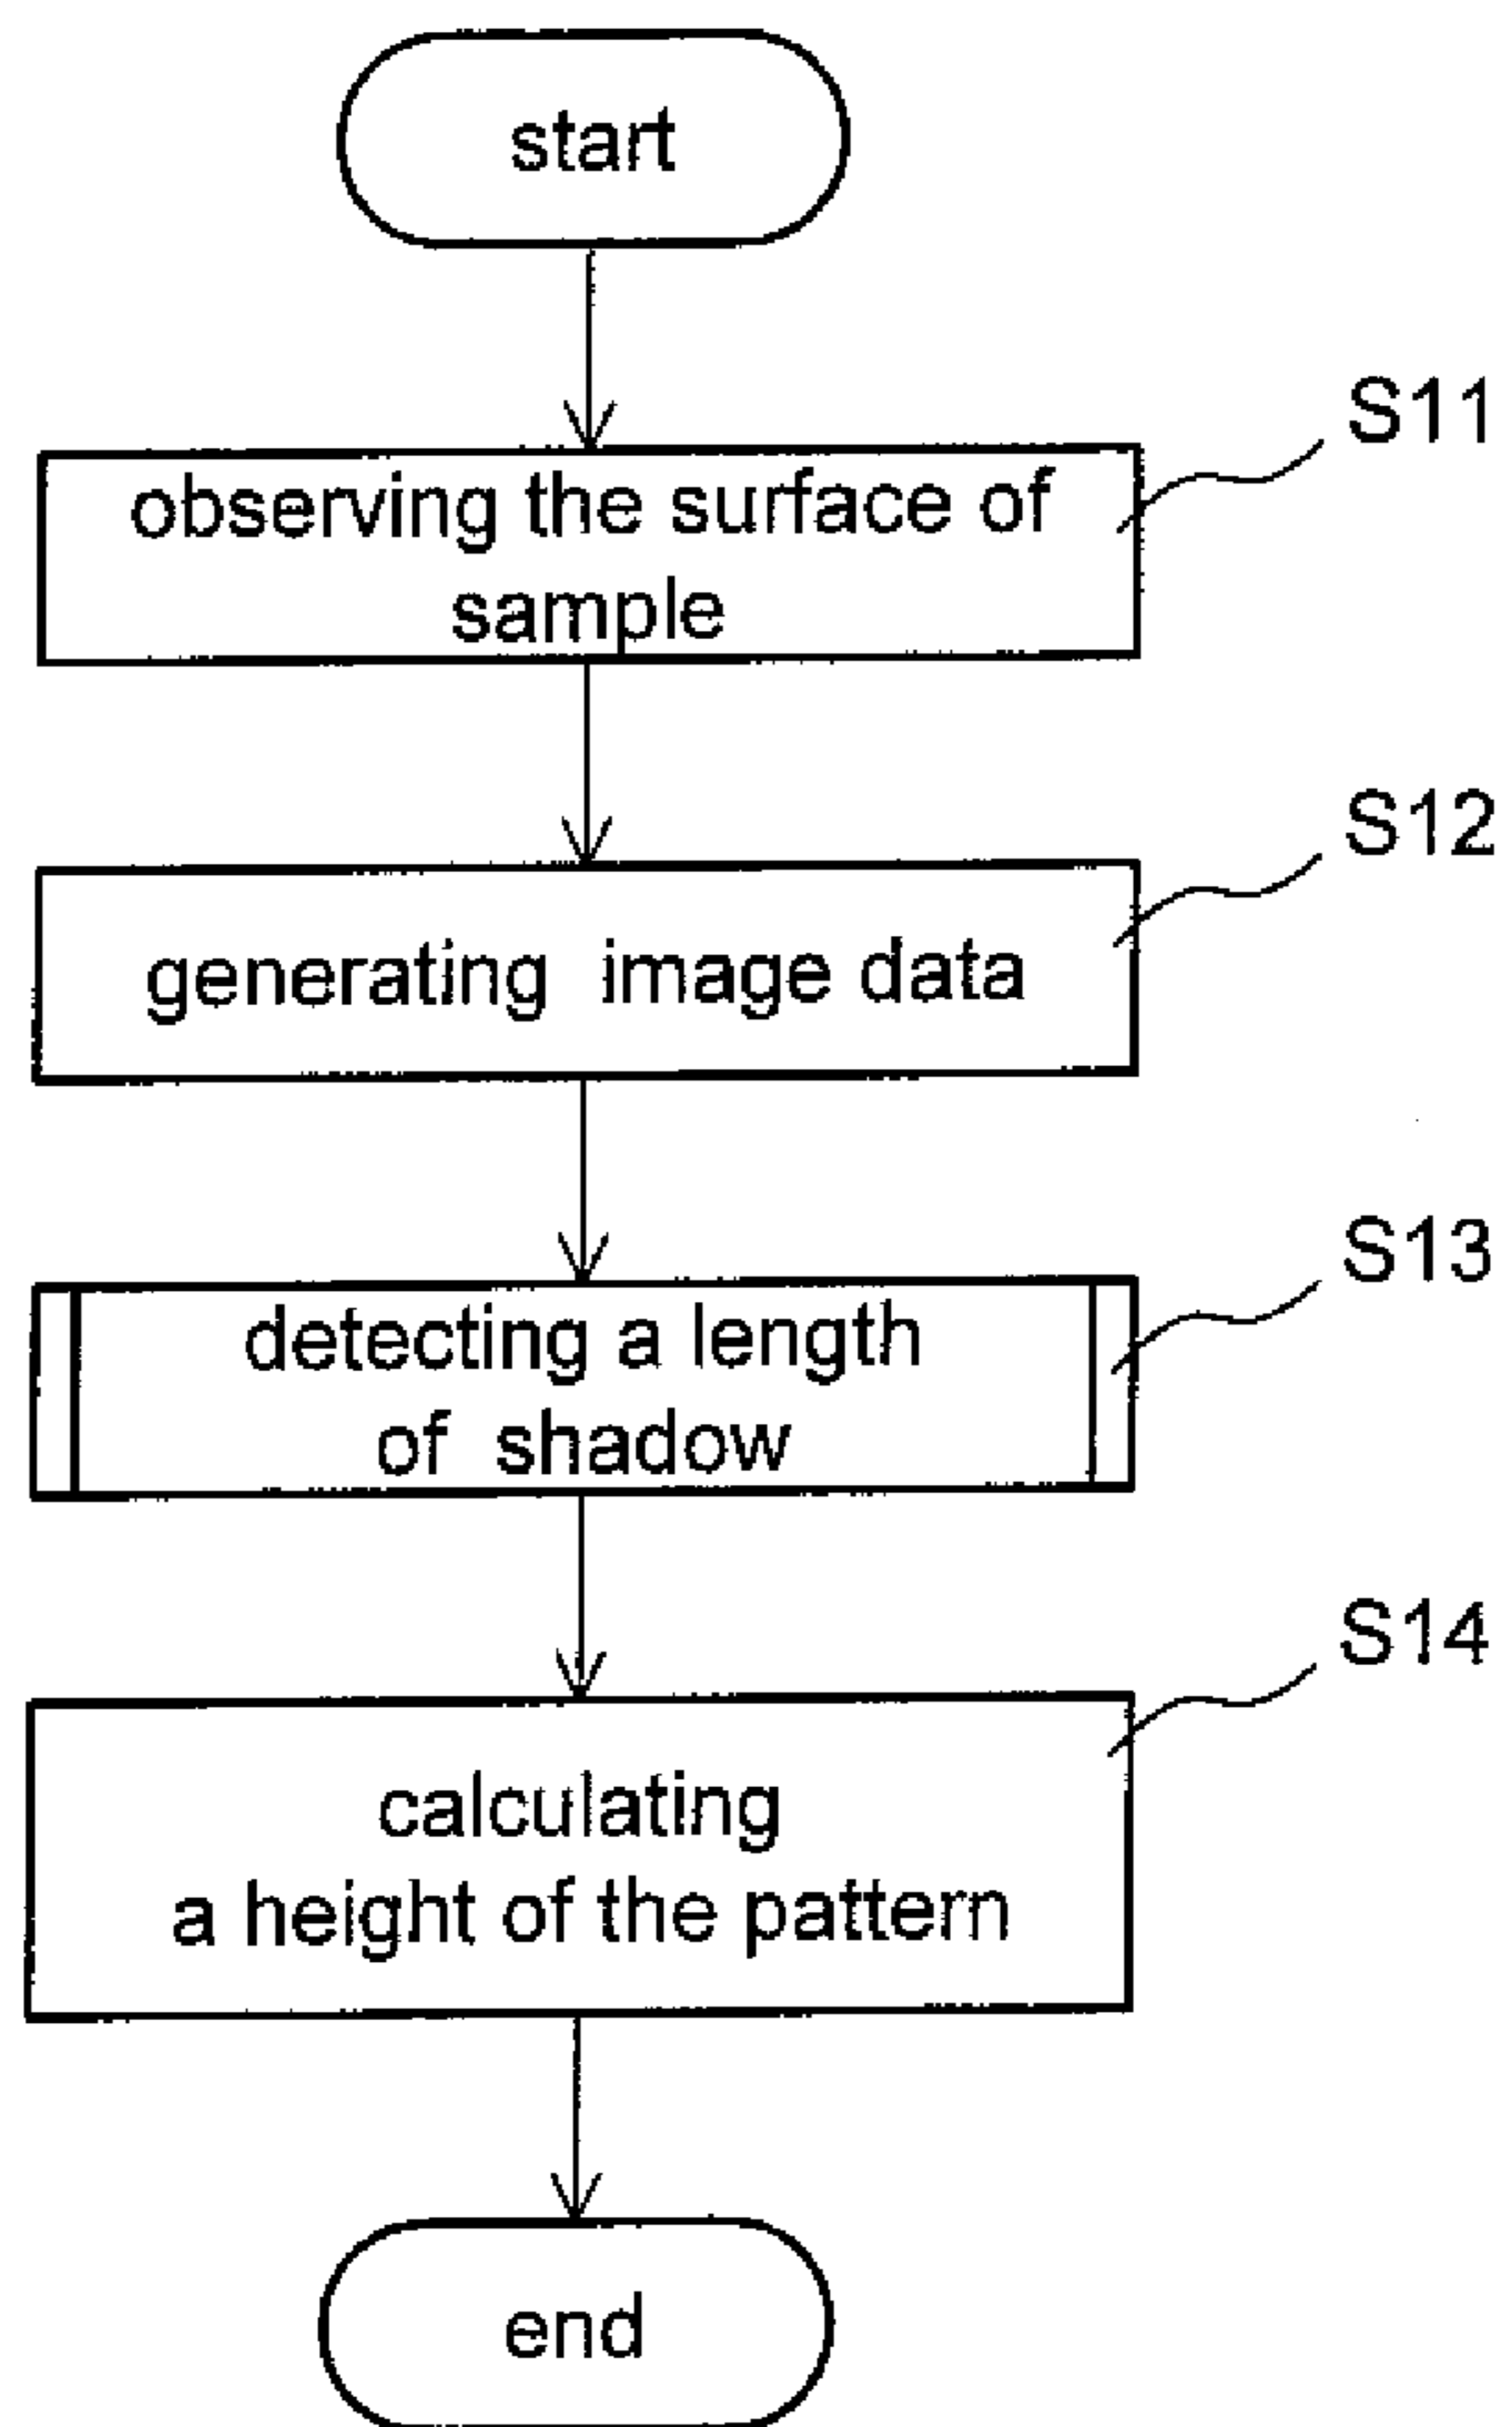 start
S11
observing the surface of
sample
S12
generating image data
S13
detecting a length
of shadow
S14
calculating
a height of the pattern
end